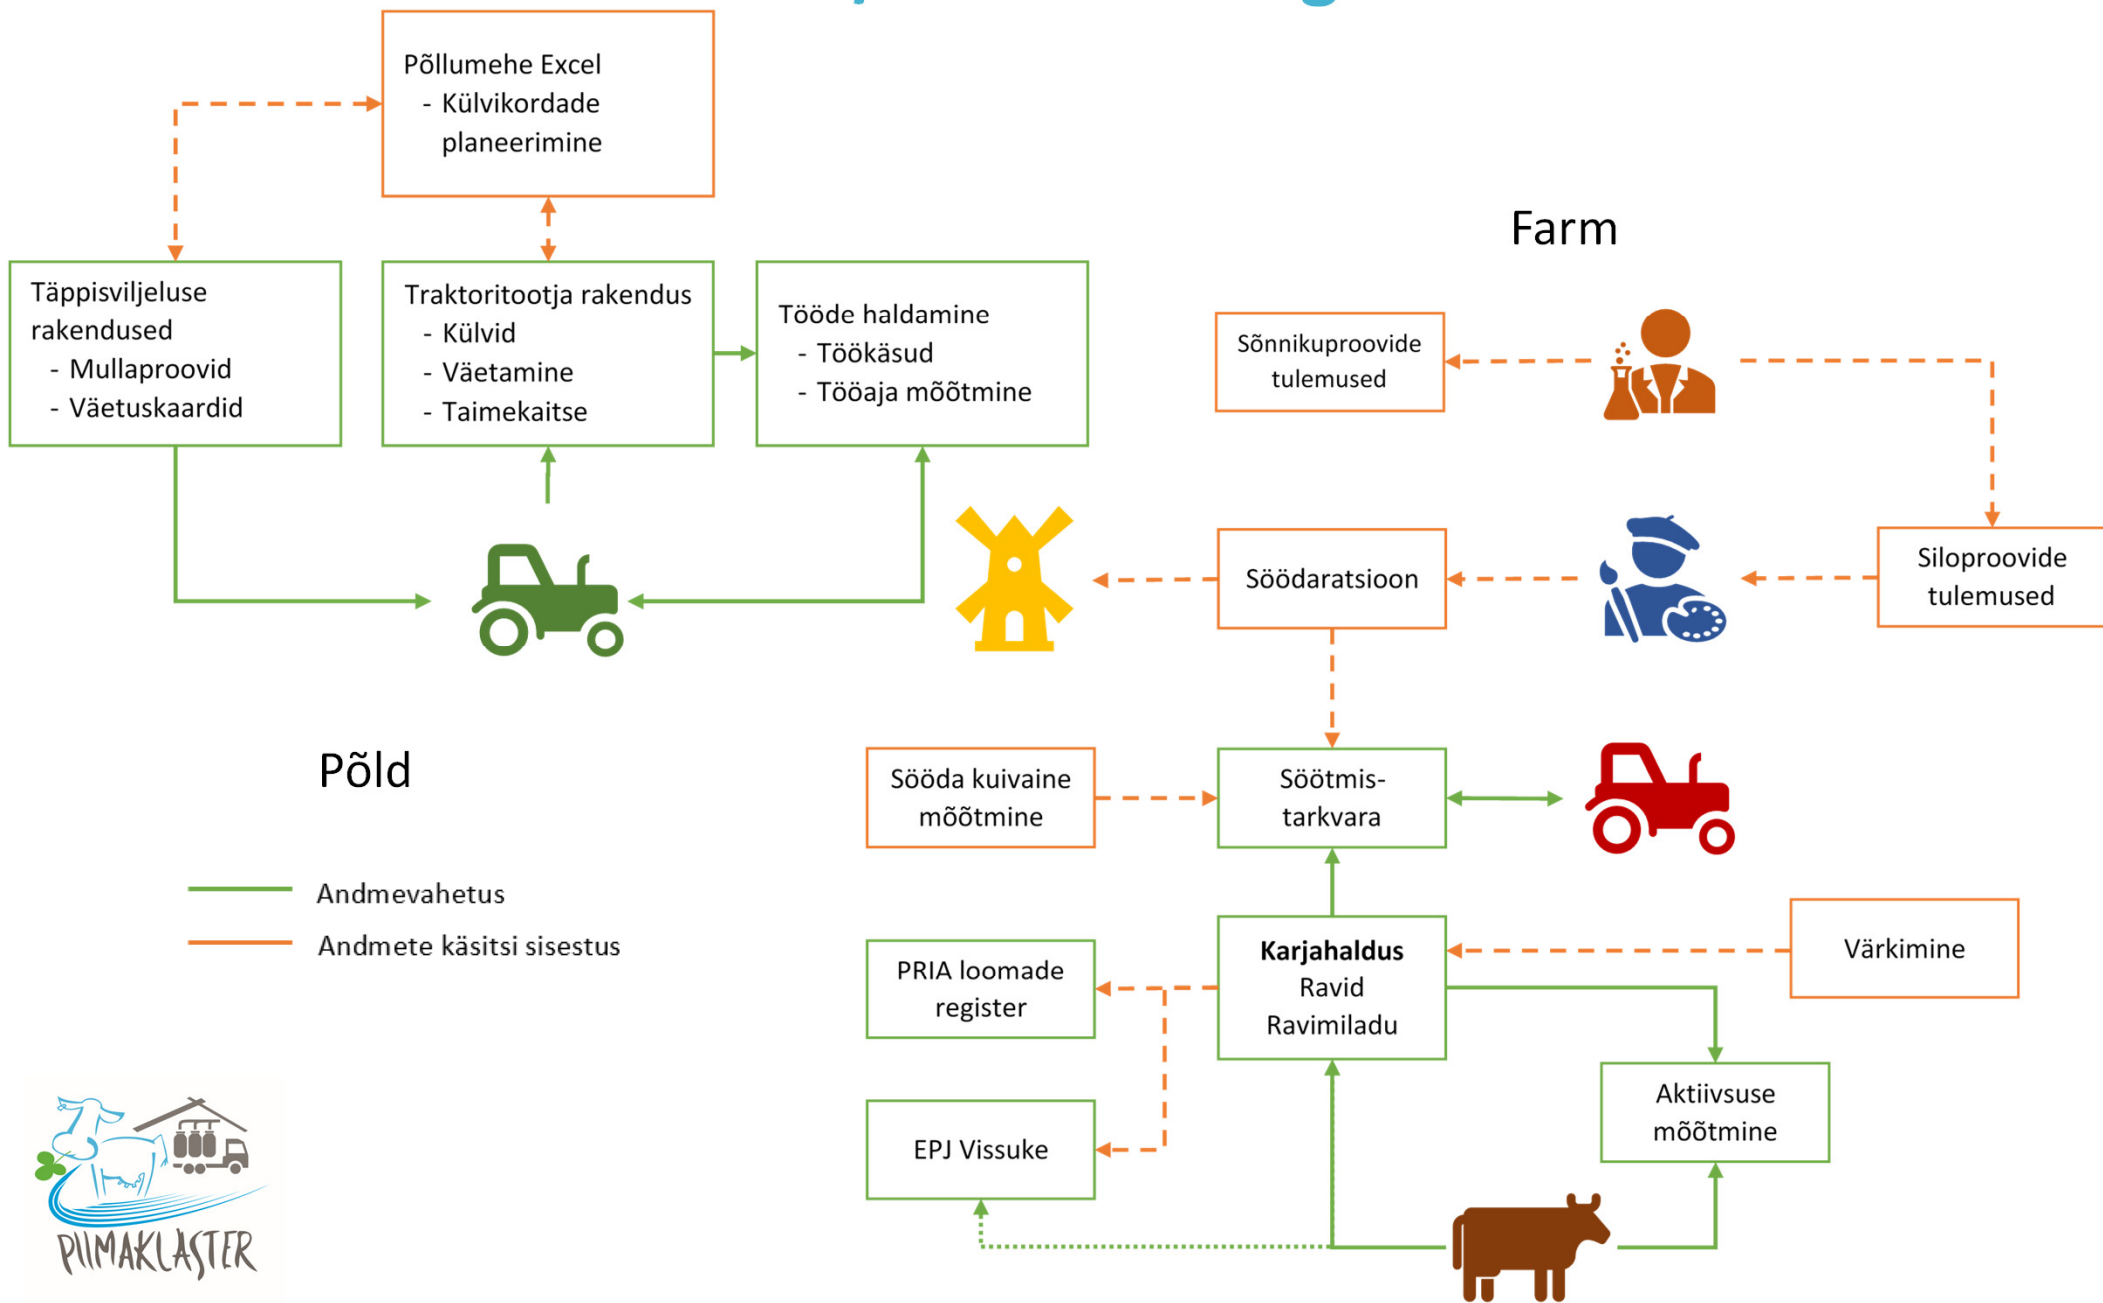 Põllumehe Excel
- Külvikordade
planeerimine
Farm
Täppisviljeluse
rakendused
- Mullaproovid
- Väetuskaardid
Traktoritootja rakendus
- Külvid
- Väetamine
- Taimekaitse
Tööde haldamine
- Töökäsud
- Tööaja mõõtmine
Sõnnikuproovide
tulemused
Söödaratsioon
Siloproovide
tulemused
Põld
Sööda kuivaine
mõõtmine
Söötmis-
tarkvara
Andmevahetus
Andmete käsitsi sisestus
PRIA loomade
register
Karjahaldus
Ravid
Ravimiladu
Värkimine
EPJ Vissuke
Aktiivsuse
mõõtmine
PIIMAKLASTER